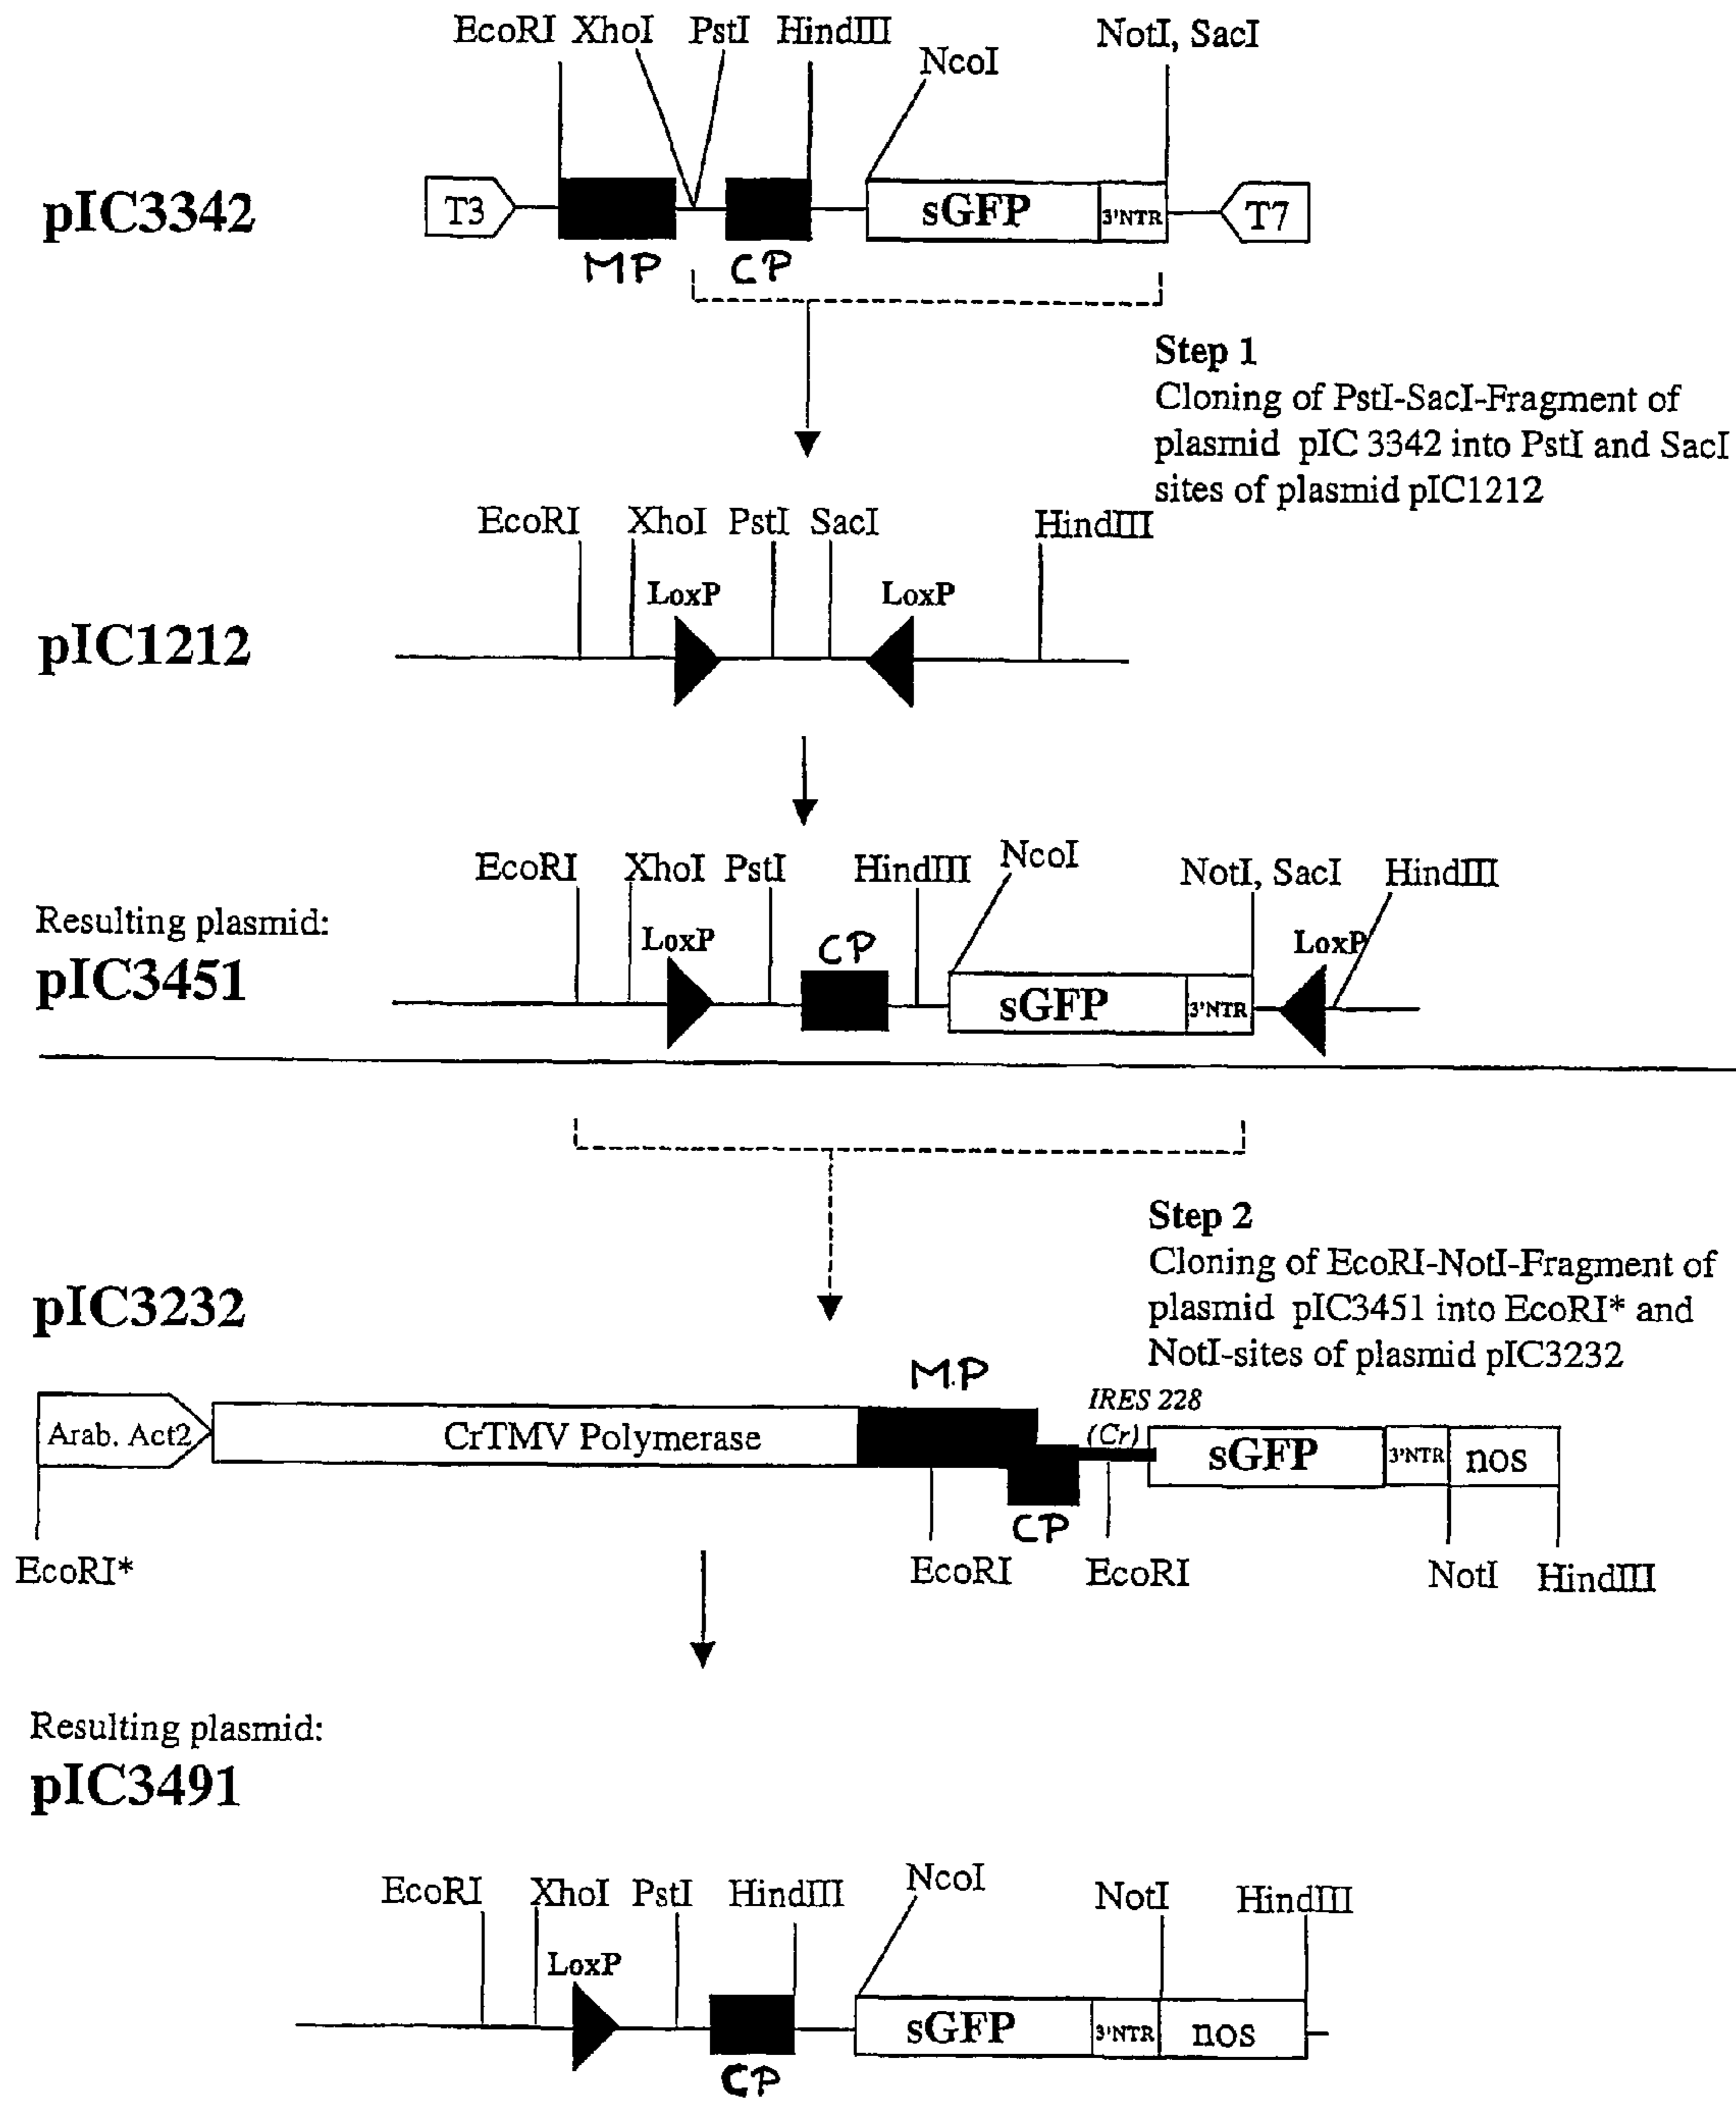 EcoRI XhoI PstI HindIII NcoI NotI, SacI
pIC3342
T3 sGFP 3'NTR T7
MP CP
Step 1
Cloning of PstI-SacI-Fragment of
plasmid pIC 3342 into PstI and SacI
sites of plasmid pIC1212
EcoRI XhoI PstI SacI HindIII
LoxP LoxP
pIC1212
EcoRI XhoI PstI HindIII NcoI NotI, SacI HindIII
Resulting plasmid:
pIC3451
LoxP CP LoxP
sGFP 3'NTR
Step 2
Cloning of EcoRI-NotI-Fragment of
plasmid pIC3451 into EcoRI* and
NotI-sites of plasmid pIC3232
pIC3232
MP IRES 228
(Cr)
Arab. Act2 CrTMV Polymerase sGFP 3'NTR nos
CP
EcoRI* EcoRI EcoRI NotI HindIII
Resulting plasmid:
pIC3491
EcoRI XhoI PstI HindIII NcoI NotI HindIII
LoxP
sGFP 3'NTR nos
CP